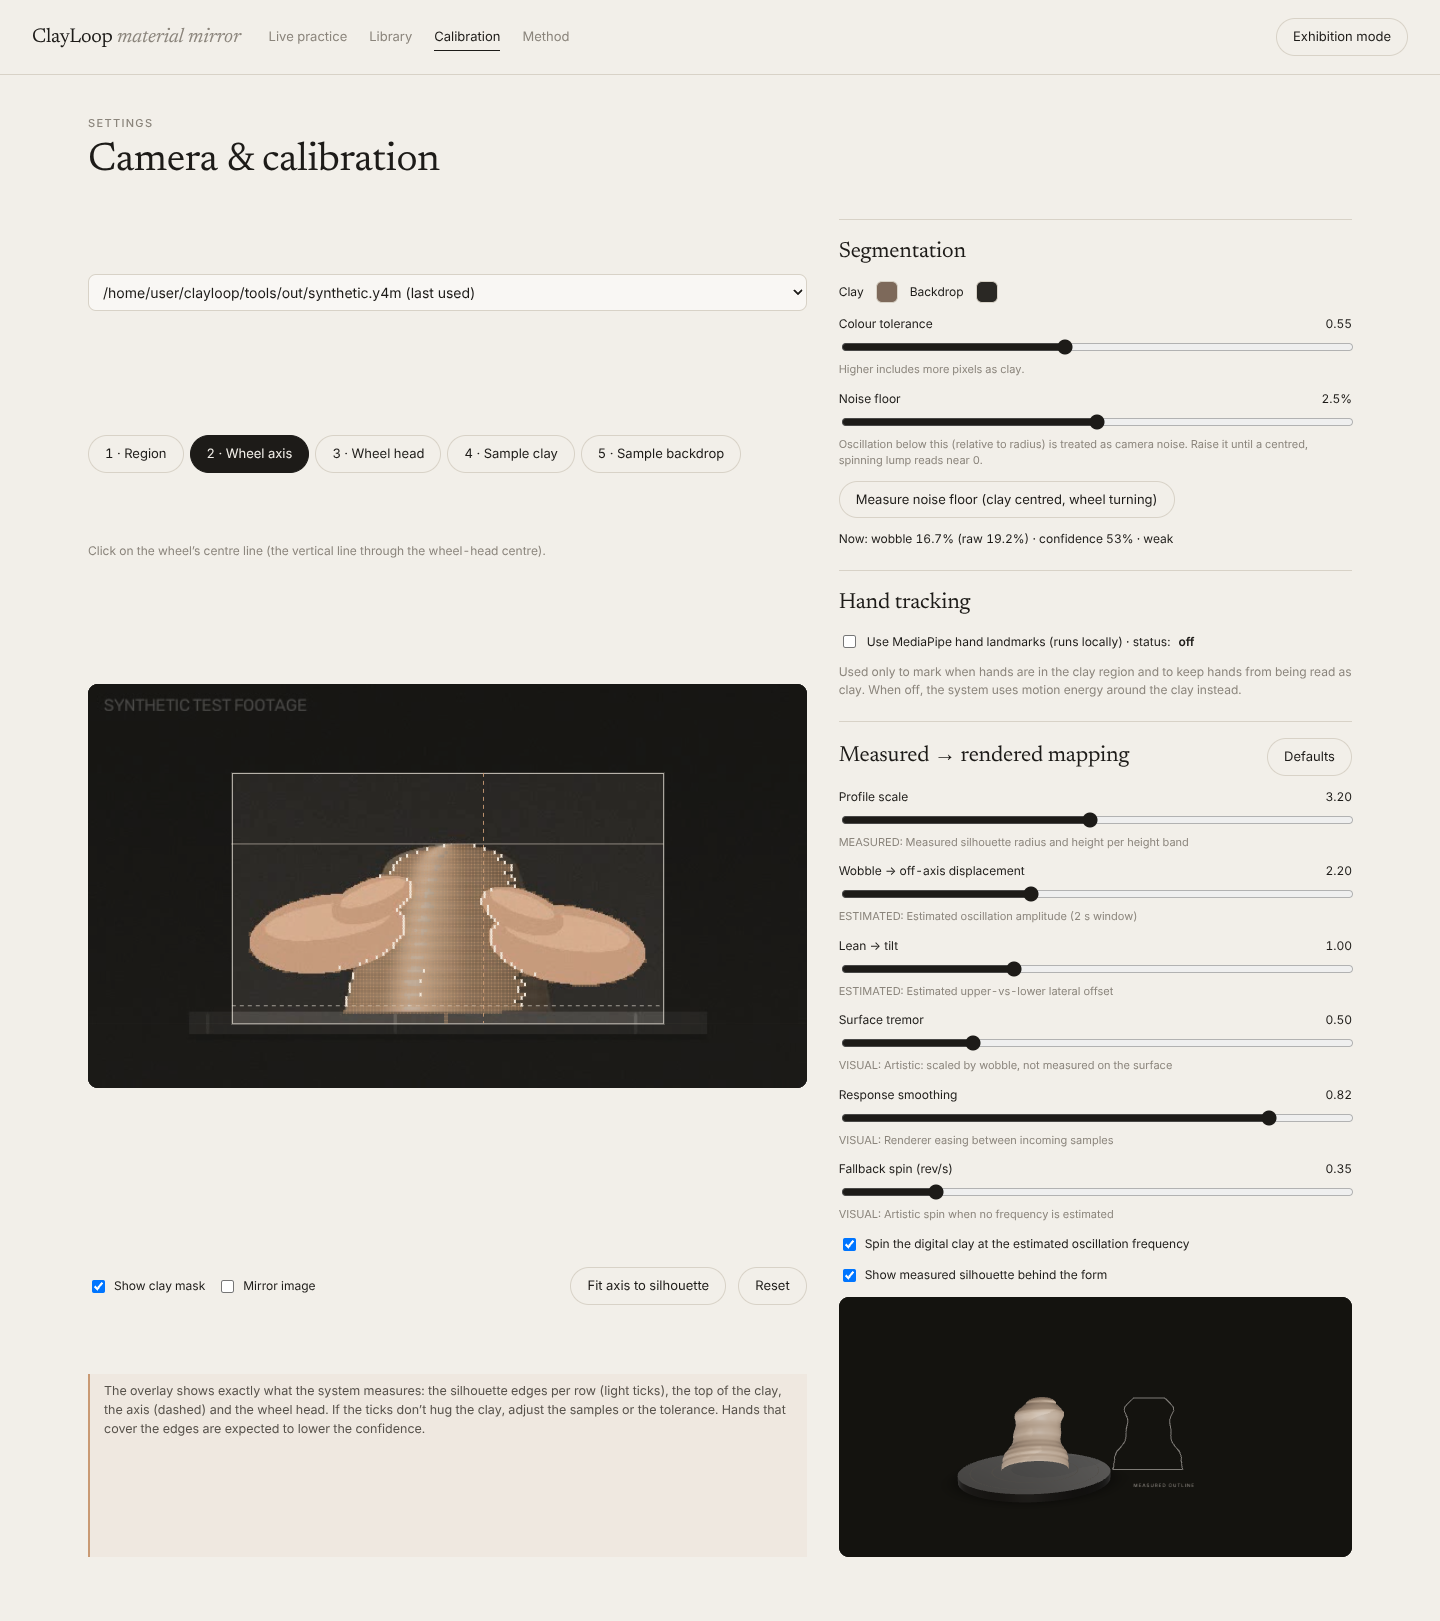 ClayLoop material mirror
Live practice
Library
Calibration
Method
Exhibition mode
SETTINGS
Camera & calibration
/home/user/clayloop/tools/out/synthetic.y4m (last used)
1 · Region
2 · Wheel axis
3 · Wheel head
4 · Sample clay
5 · Sample backdrop
Click on the wheel's centre line (the vertical line through the wheel-head centre).
SYNTHETIC TEST FOOTAGE
Show clay mask
Mirror image
Fit axis to silhouette
Reset
The overlay shows exactly what the system measures: the silhouette edges per row (light ticks), the top of the clay,
the axis (dashed) and the wheel head. If the ticks don't hug the clay, adjust the samples or the tolerance. Hands that
cover the edges are expected to lower the confidence.
Segmentation
Clay
Backdrop
Colour tolerance 0.55
Higher includes more pixels as clay.
Noise floor 2.5%
Oscillation below this (relative to radius) is treated as camera noise. Raise it until a centred,
spinning lump reads near 0.
Measure noise floor (clay centred, wheel turning)
Now: wobble 16.7% (raw 19.2%) · confidence 53% · weak
Hand tracking
Use MediaPipe hand landmarks (runs locally) · status: off
Used only to mark when hands are in the clay region and to keep hands from being read as
clay. When off, the system uses motion energy around the clay instead.
Measured → rendered mapping
Defaults
Profile scale 3.20
MEASURED: Measured silhouette radius and height per height band
Wobble → off-axis displacement 2.20
ESTIMATED: Estimated oscillation amplitude (2 s window)
Lean → tilt 1.00
ESTIMATED: Estimated upper-vs-lower lateral offset
Surface tremor 0.50
VISUAL: Artistic: scaled by wobble, not measured on the surface
Response smoothing 0.82
VISUAL: Renderer easing between incoming samples
Fallback spin (rev/s) 0.35
VISUAL: Artistic spin when no frequency is estimated
Spin the digital clay at the estimated oscillation frequency
Show measured silhouette behind the form
MEASURED OUTLINE